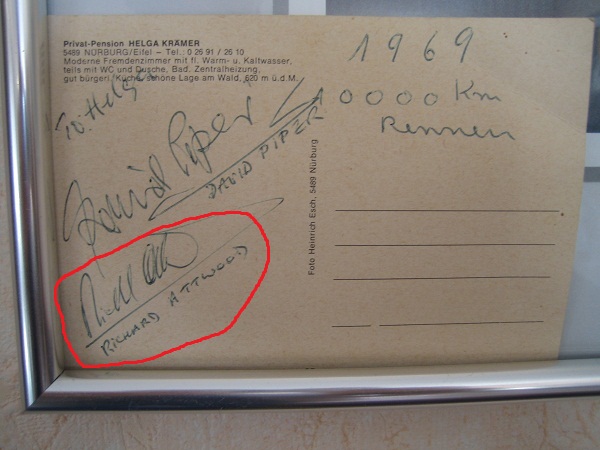 Privat-Pension HELGA KRÄMER
5489 NÜRBURG/Eifel – Tel.: 0 26 91 / 26 10
Moderne Fremdenzimmer mit fl. Warm- u. Kaltwasser,
teils mit WC und Dusche, Bad, Zentralheizung,
gut bürgerl. Küche, schöne Lage am Wald, 620 m ü.d.M.
1969
10000 Km
Rennen
To: Helga
David Piper
DAVID PIPER
RICHARD ATTWOOD
Foto Heinrich Esch, 5489 Nürburg